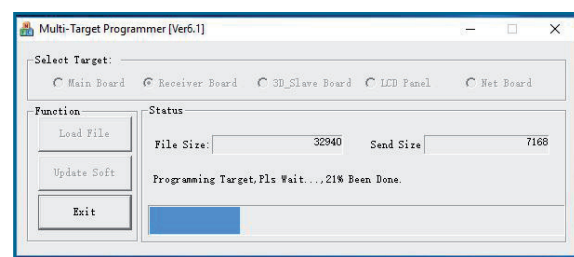 Multi-Target Programmer [Ver6.1]
Select Target:
Main Board Receiver Board 3D_Slave Board LCD Panel Net Board
Function
Status
Load File
File Size: 32940 Send Size 7168
Update Soft
Programming Target,Pls Wait...,21% Been Done.
Exit